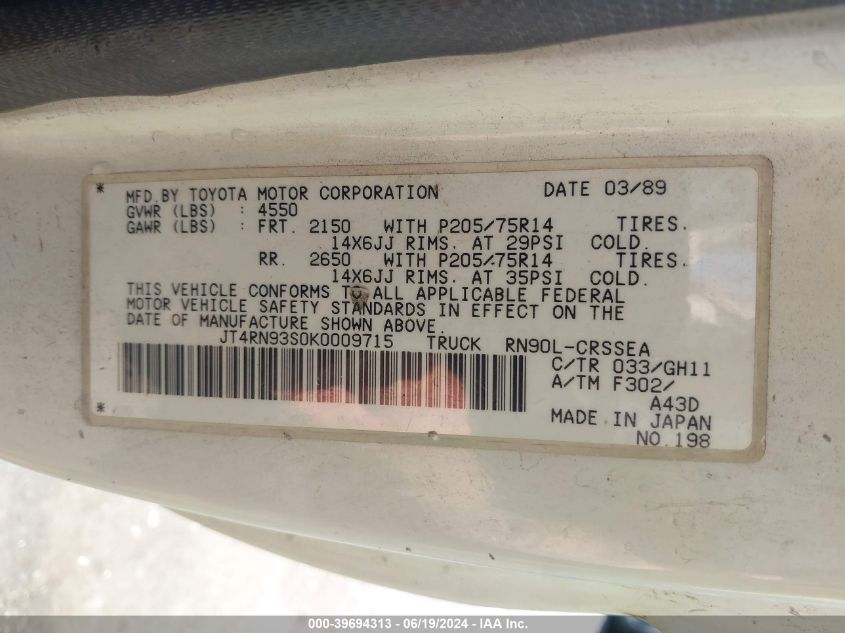 * MFD.BY TOYOTA MOTOR CORPORATION DATE 03/89
GVWR (LBS) : 4550
GAWR (LBS) : FRT. 2150 WITH P205/75R14 TIRES.
14X6JJ RIMS. AT 29PSI COLD.
RR. 2650 WITH P205/75R14 TIRES.
14X6JJ RIMS. AT 35PSI COLD.
THIS VEHICLE CONFORMS TO ALL APPLICABLE FEDERAL
MOTOR VEHICLE SAFETY STANDARDS IN EFFECT ON THE
DATE OF MANUFACTURE SHOWN ABOVE.
JT4RN93S0K0009715 TRUCK RN90L-CRSSEA
C/TR 033/GH11
A/TM F302/
* A43D
MADE IN JAPAN
NO.198
000-39694313 - 06/19/2024 - IAA Inc.